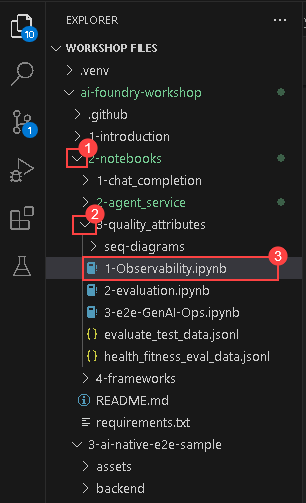 EXPLORER
10
WORKSHOP FILES
.venv
ai-foundry-workshop
.github
1-introduction
1
2-notebooks
1-chat_completion
1
2-agent_service
2
3-quality_attributes
seq-diagrams
3
1-Observability.ipynb
2-evaluation.ipynb
3-e2e-GenAI-Ops.ipynb
{} evaluate_test_data.jsonl
{} health_fitness_eval_data.jsonl
4-frameworks
README.md
requirements.txt
3-ai-native-e2e-sample
assets
backend